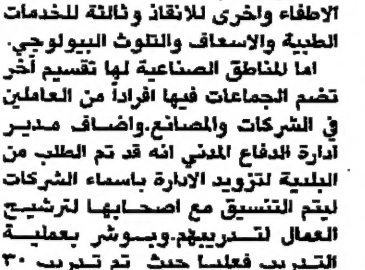 الاطفاء واخرى للانقاذ وثالثة للخدمات
الطبية والاسعاف والتلوث البيولوجي.
اما المناطق الصناعية لها تقسيم آخر
تضم الجماعات فيها افراداً من العاملين
في الشركات والمصانع.واضاف مدير
ادارة الدفاع المدني انه قد تم الطلب من
البلدية لتزويد الادارة باسماء الشركات
ليتم التنسيق مع اصحابها لترشيح
العمال لتدريبهم.وبوشر بعملية
التدريب فعليا حيث تم تدريب ٣٠